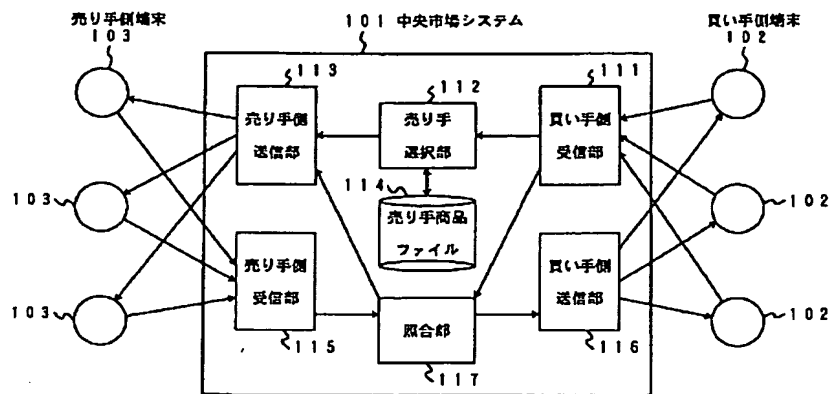 売り手側端末
１０３
１０１ 中央市場システム
買い手側端末
１０２
１１３
１１２
１１１
売り手側
送信部
売り手
選択部
買い手側
受信部
１１４
売り手商品
ファイル
１０３
１０２
売り手側
受信部
買い手側
送信部
照合部
１０３
１０２
１１５
１１６
１１７